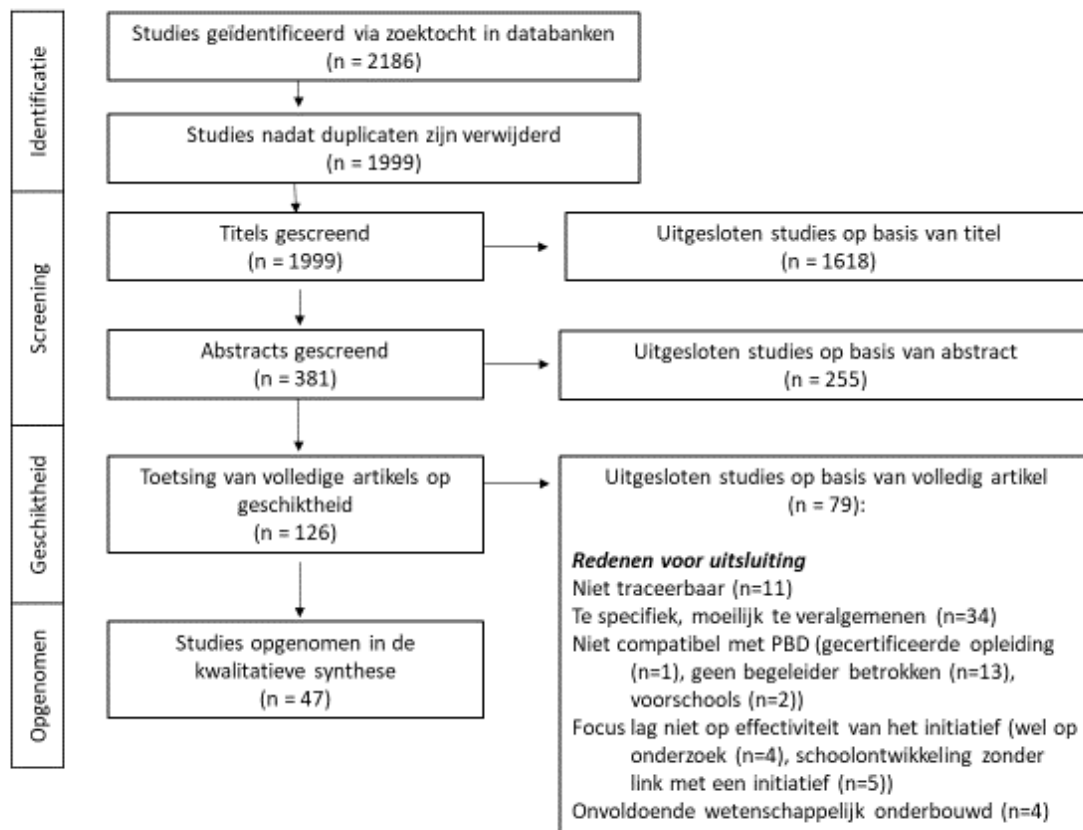 Identificatie
Studies geïdentificeerd via zoektocht in databanken
(n = 2186)
Studies nadat duplicaten zijn verwijderd
(n = 1999)
Screening
Titels gescreend
(n = 1999)
Uitgesloten studies op basis van titel
(n = 1618)
Abstracts gescreend
(n = 381)
Uitgesloten studies op basis van abstract
(n = 255)
Geschiktheid
Toetsing van volledige artikels op
geschiktheid
(n = 126)
Uitgesloten studies op basis van volledig artikel
(n = 79):
Redenen voor uitsluiting
Niet traceerbaar (n=11)
Te specifiek, moeilijk te veralgemenen (n=34)
Niet compatibel met PBD (gecertificeerde opleiding
(n=1), geen begeleider betrokken (n=13),
voorschools (n=2))
Focus lag niet op effectiviteit van het initiatief (wel op
onderzoek (n=4), schoolontwikkeling zonder
link met een initiatief (n=5))
Onvoldoende wetenschappelijk onderbouwd (n=4)
Opgenomen
Studies opgenomen in de
kwalitatieve synthese
(n = 47)